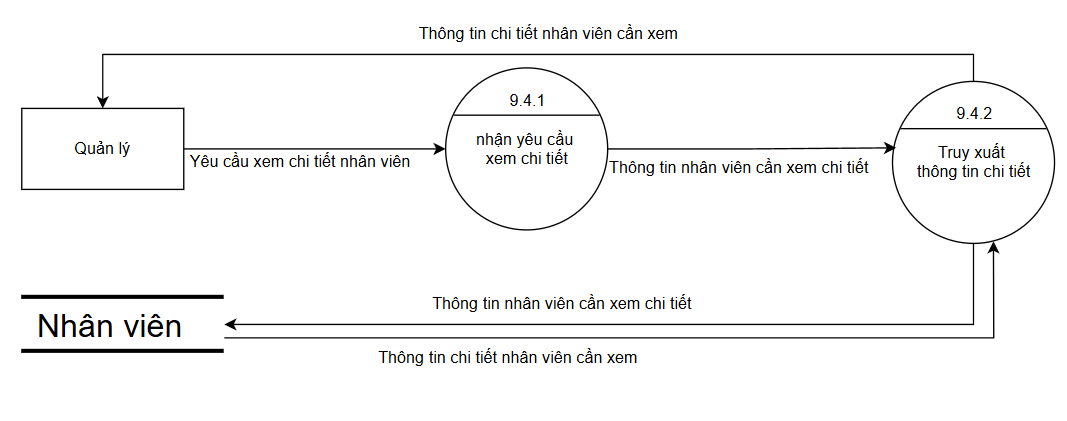 Thông tin chi tiết nhân viên cần xem
9.4.1
9.4.2
Quản lý
Yêu cầu xem chi tiết nhân viên
nhận yêu cầu
xem chi tiết
Thông tin nhân viên cần xem chi tiết
Truy xuất
thông tin chi tiết
Thông tin nhân viên cần xem chi tiết
Nhân viên
Thông tin chi tiết nhân viên cần xem